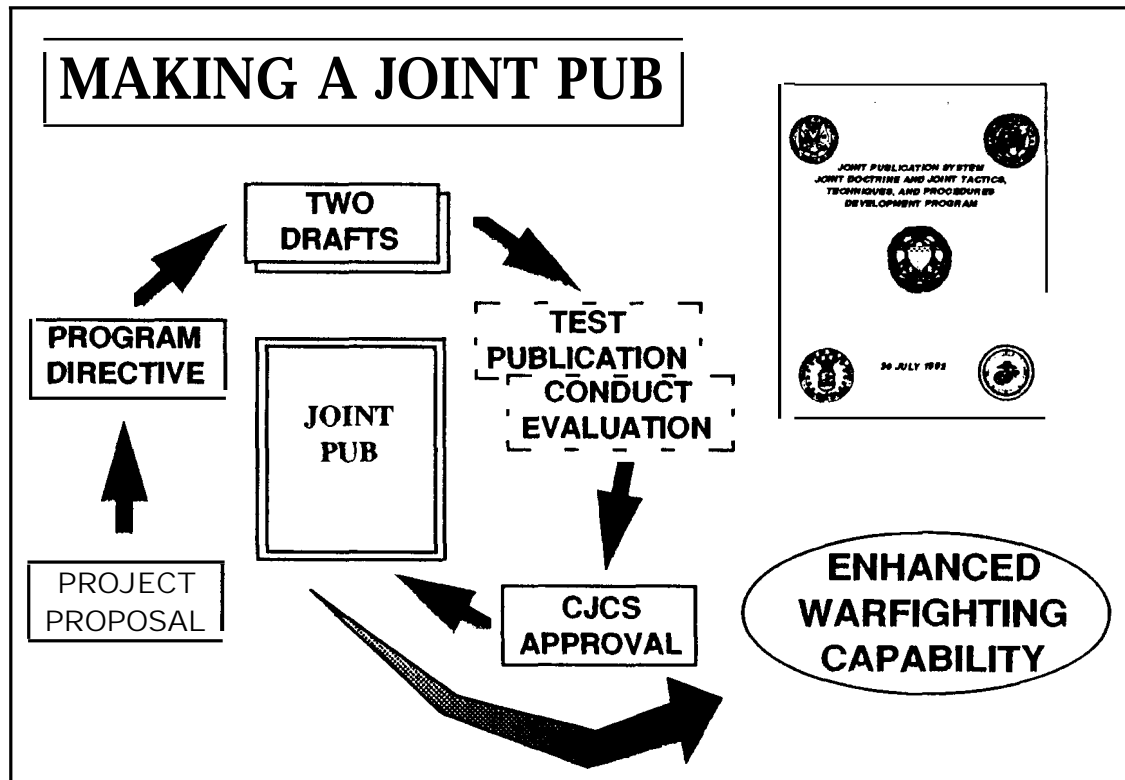 MAKING A JOINT PUB
JOINT PUBLICATION SYSTEM
JOINT DOCTRINE AND JOINT TACTICS,
TECHNIQUES, AND PROCEDURES
DEVELOPMENT PROGRAM
30 JULY 1992
TWO
DRAFTS
PROGRAM
DIRECTIVE
TEST
PUBLICATION
CONDUCT
EVALUATION
JOINT
PUB
PROJECT
PROPOSAL
CJCS
APPROVAL
ENHANCED
WARFIGHTING
CAPABILITY